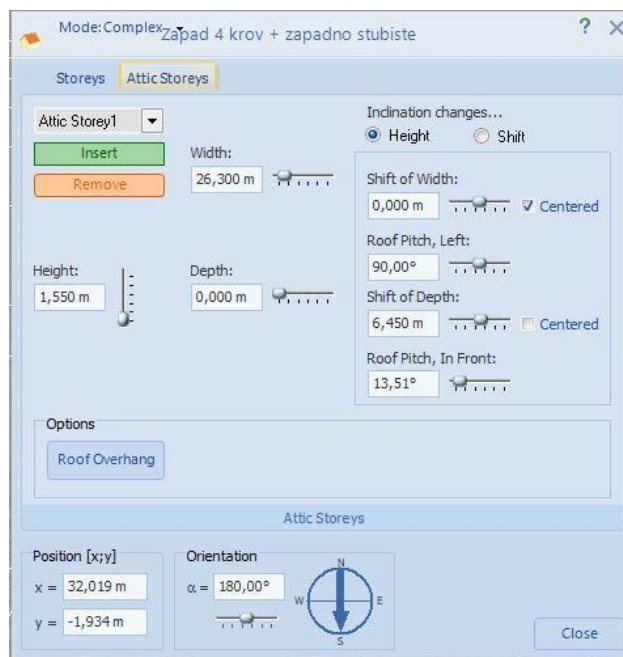 Mode:Complex
Zapad 4 krov + zapadno stubiste
?
Storeys Attic Storeys
Attic Storey1
Insert
Remove
Width:
26,300 m
Height:
1,550 m
Depth:
0,000 m
Inclination changes...
Height Shift
Shift of Width:
0,000 m Centered
Roof Pitch, Left:
90,00°
Shift of Depth:
6,450 m Centered
Roof Pitch, In Front:
13,51°
Options
Roof Overhang
Attic Storeys
Position [x;y]
x = 32,019 m
y = -1,934 m
Orientation
α = 180,00°
N
W E
S
Close